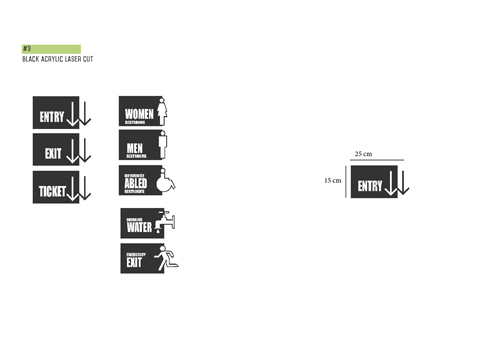 #3
BLACK ACRYLIC LASER CUT
ENTRY
EXIT
TICKET
WOMEN
RESTROOMS
MEN
RESTROOMS
DIFFERENTLY
ABLED
RESTROOMS
DRINKING
WATER
EMERGENCY
EXIT
25 cm
15 cm
ENTRY